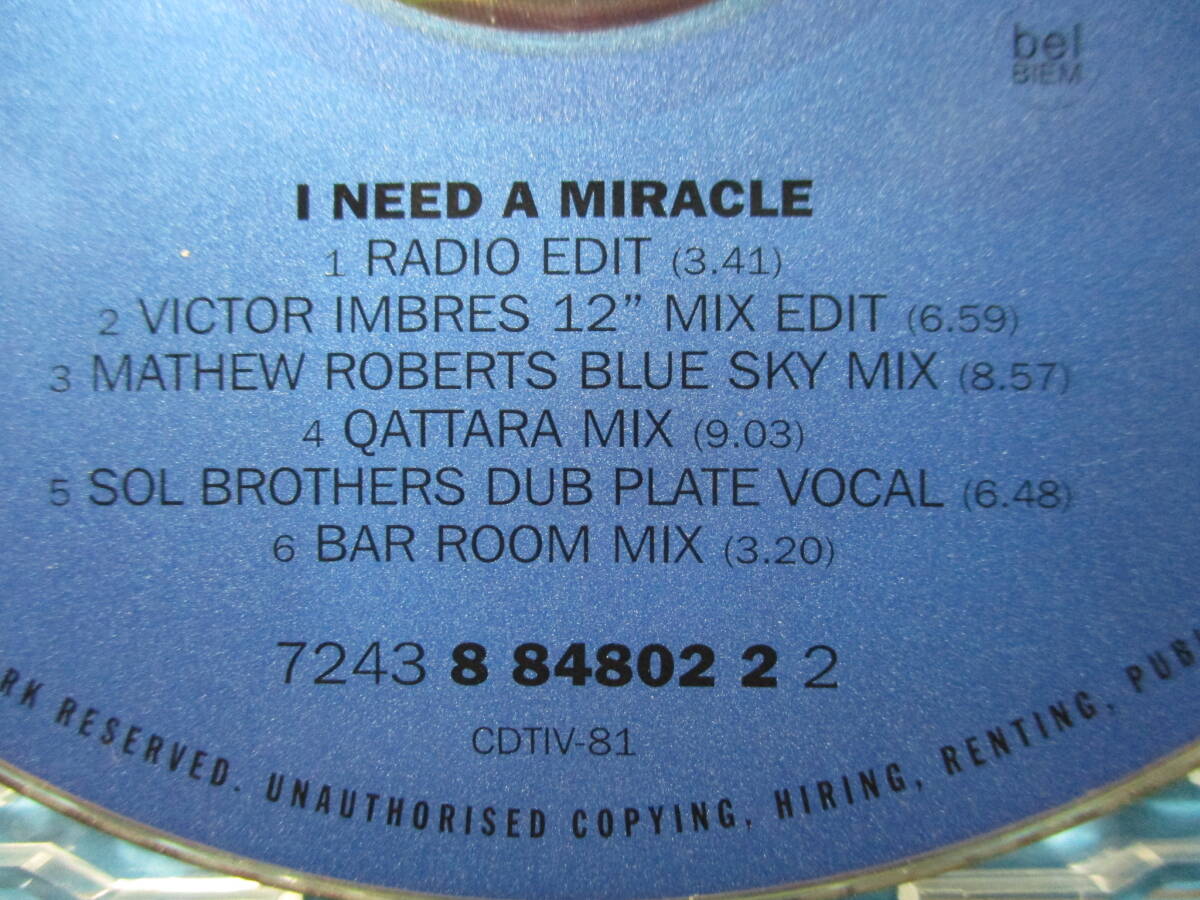 bel
BIEM
I NEED A MIRACLE
1 RADIO EDIT (3.41)
2 VICTOR IMBRES 12” MIX EDIT (6.59)
3 MATHEW ROBERTS BLUE SKY MIX (8.57)
4 QATTARA MIX (9.03)
5 SOL BROTHERS DUB PLATE VOCAL (6.48)
6 BAR ROOM MIX (3.20)
7243 8 84802 2 2
CDTIV-81
RK RESERVED. UNAUTHORISED COPYING, HIRING, RENTING, PUB